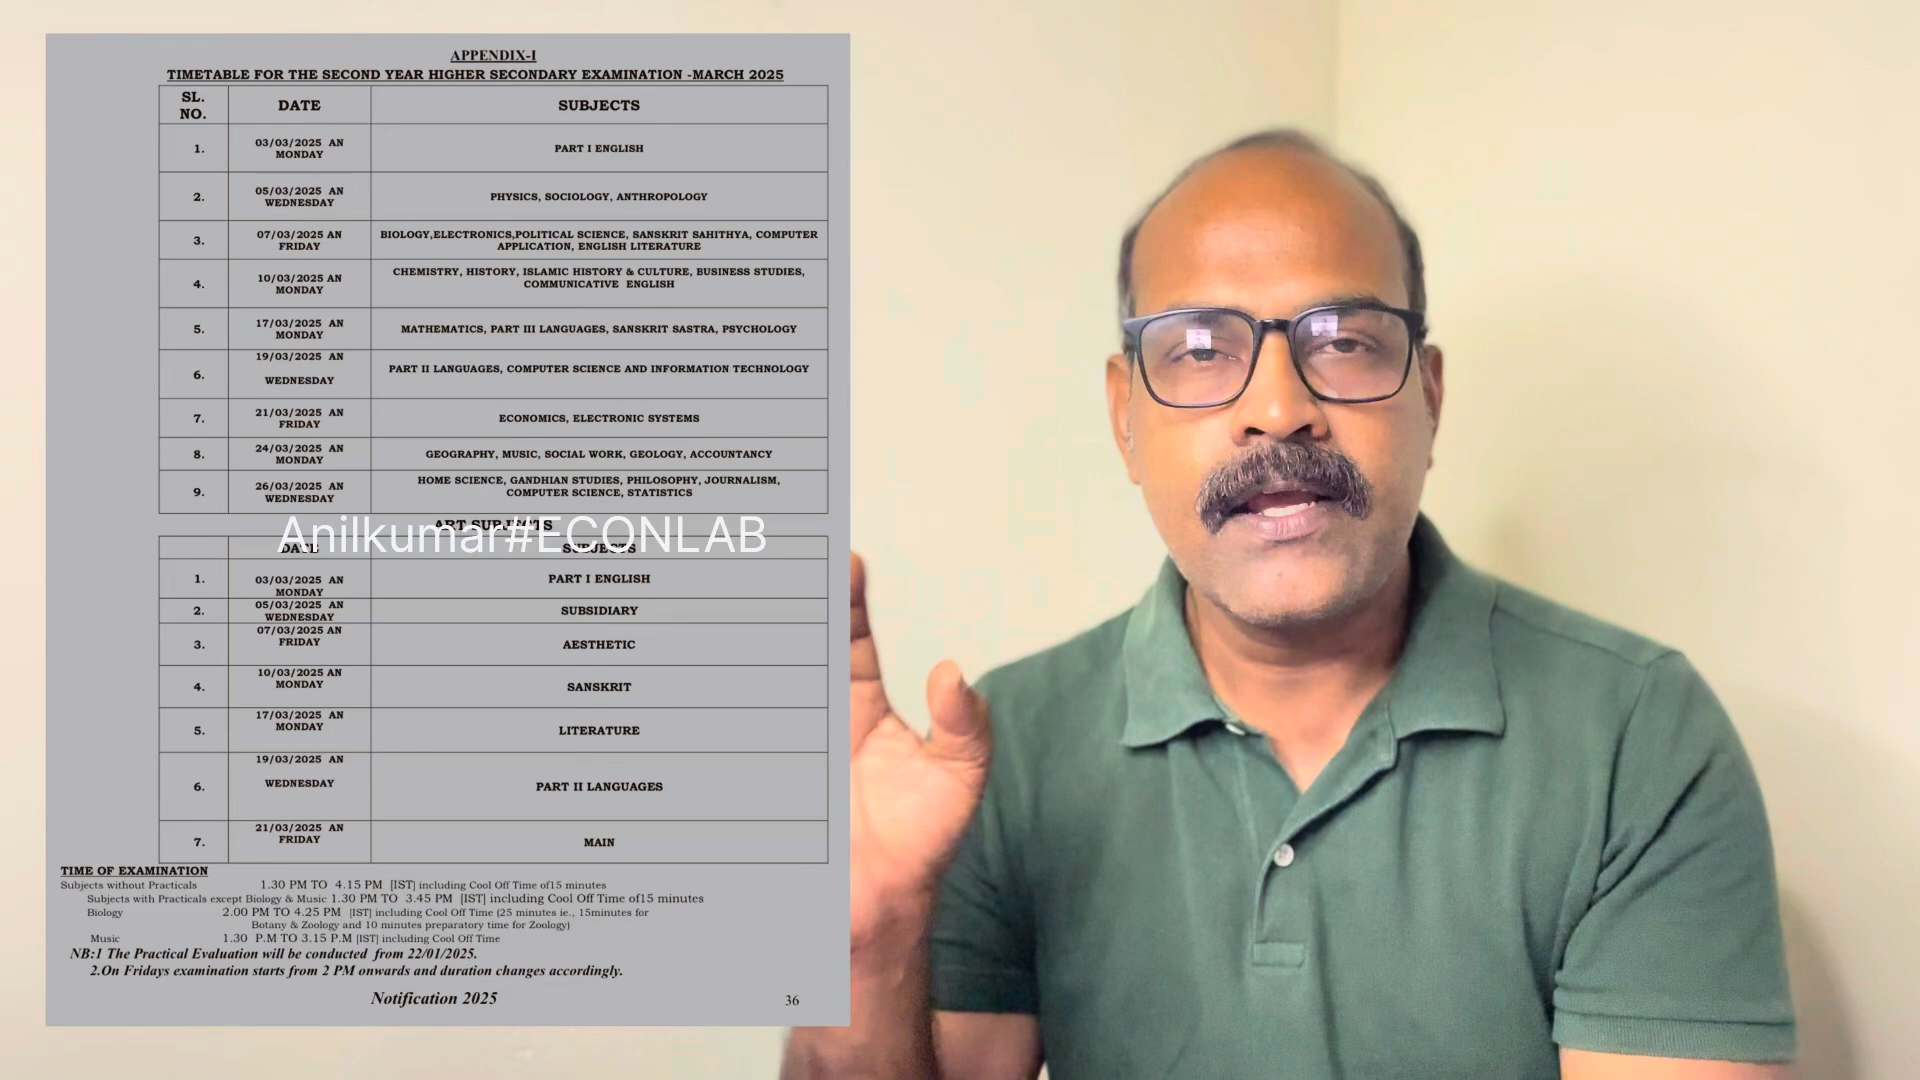 APPENDIX-I
TIMETABLE FOR THE SECOND YEAR HIGHER SECONDARY EXAMINATION -MARCH 2025
SL. NO. DATE SUBJECTS
1. 03/03/2025 AN MONDAY PART I ENGLISH
2. 05/03/2025 AN WEDNESDAY PHYSICS, SOCIOLOGY, ANTHROPOLOGY
3. 07/03/2025 AN FRIDAY BIOLOGY,ELECTRONICS,POLITICAL SCIENCE, SANSKRIT SAHITHYA, COMPUTER APPLICATION, ENGLISH LITERATURE
4. 10/03/2025 AN MONDAY CHEMISTRY, HISTORY, ISLAMIC HISTORY & CULTURE, BUSINESS STUDIES, COMMUNICATIVE ENGLISH
5. 17/03/2025 AN MONDAY MATHEMATICS, PART III LANGUAGES, SANSKRIT SASTRA, PSYCHOLOGY
6. 19/03/2025 AN WEDNESDAY PART II LANGUAGES, COMPUTER SCIENCE AND INFORMATION TECHNOLOGY
7. 21/03/2025 AN FRIDAY ECONOMICS, ELECTRONIC SYSTEMS
8. 24/03/2025 AN MONDAY GEOGRAPHY, MUSIC, SOCIAL WORK, GEOLOGY, ACCOUNTANCY
9. 26/03/2025 AN WEDNESDAY HOME SCIENCE, GANDHIAN STUDIES, PHILOSOPHY, JOURNALISM, COMPUTER SCIENCE, STATISTICS
ART SUBJECTS
Anilkumar#ECONLAB
DATE SUBJECTS
1. 03/03/2025 AN MONDAY PART I ENGLISH
2. 05/03/2025 AN WEDNESDAY SUBSIDIARY
3. 07/03/2025 AN FRIDAY AESTHETIC
4. 10/03/2025 AN MONDAY SANSKRIT
5. 17/03/2025 AN MONDAY LITERATURE
6. 19/03/2025 AN WEDNESDAY PART II LANGUAGES
7. 21/03/2025 AN FRIDAY MAIN
TIME OF EXAMINATION
Subjects without Practicals 1.30 PM TO 4.15 PM [IST] including Cool Off Time of15 minutes
Subjects with Practicals except Biology & Music 1.30 PM TO 3.45 PM [IST] including Cool Off Time of15 minutes
Biology 2.00 PM TO 4.25 PM [IST] including Cool Off Time (25 minutes ie., 15minutes for
Botany & Zoology and 10 minutes preparatory time for Zoology)
Music 1.30 P.M TO 3.15 P.M [IST] including Cool Off Time
NB:1 The Practical Evaluation will be conducted from 22/01/2025.
2.On Fridays examination starts from 2 PM onwards and duration changes accordingly.
Notification 2025 36